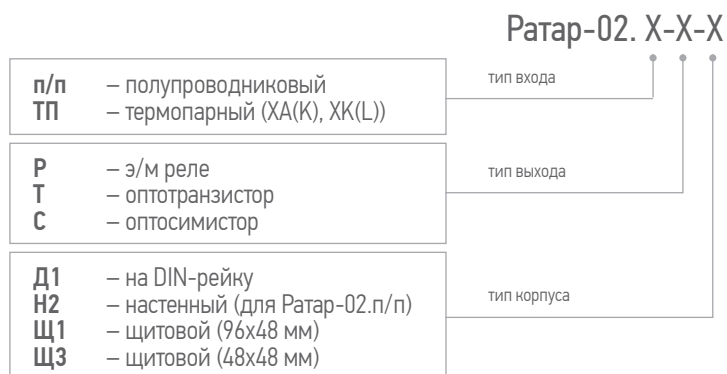 Ратар-02. Х-Х-Х
п/п – полупроводниковый
ТП – термопарный (ХА(К), ХК(L))
тип входа
Р – э/м реле
Т – оптотранзистор
С – оптосимистор
тип выхода
Д1 – на DIN-рейку
Н2 – настенный (для Ратар-02.п/п)
Щ1 – щитовой (96х48 мм)
Щ3 – щитовой (48х48 мм)
тип корпуса